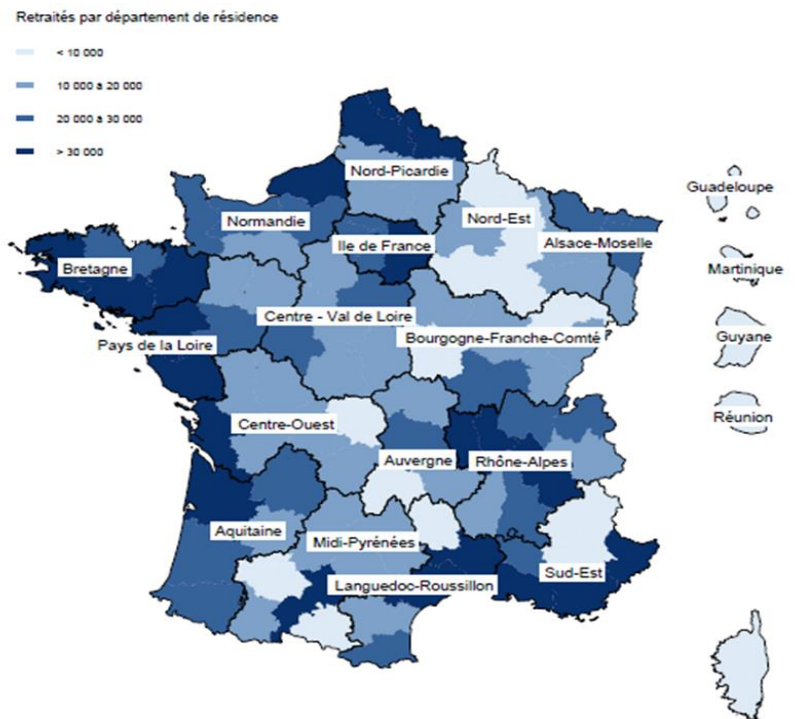 Retraités par département de résidence
< 10 000
10 000 à 20 000
20 000 à 30 000
> 30 000
Nord-Picardie
Guadeloupe
Normandie
Nord-Est
Ile de France
Alsace-Moselle
Bretagne
Martinique
Centre - Val de Loire
Pays de la Loire
Bourgogne-Franche-Comté
Guyane
Centre-Ouest
Réunion
Auvergne
Rhône-Alpes
Aquitaine
Midi-Pyrénées
Sud-Est
Languedoc-Roussillon